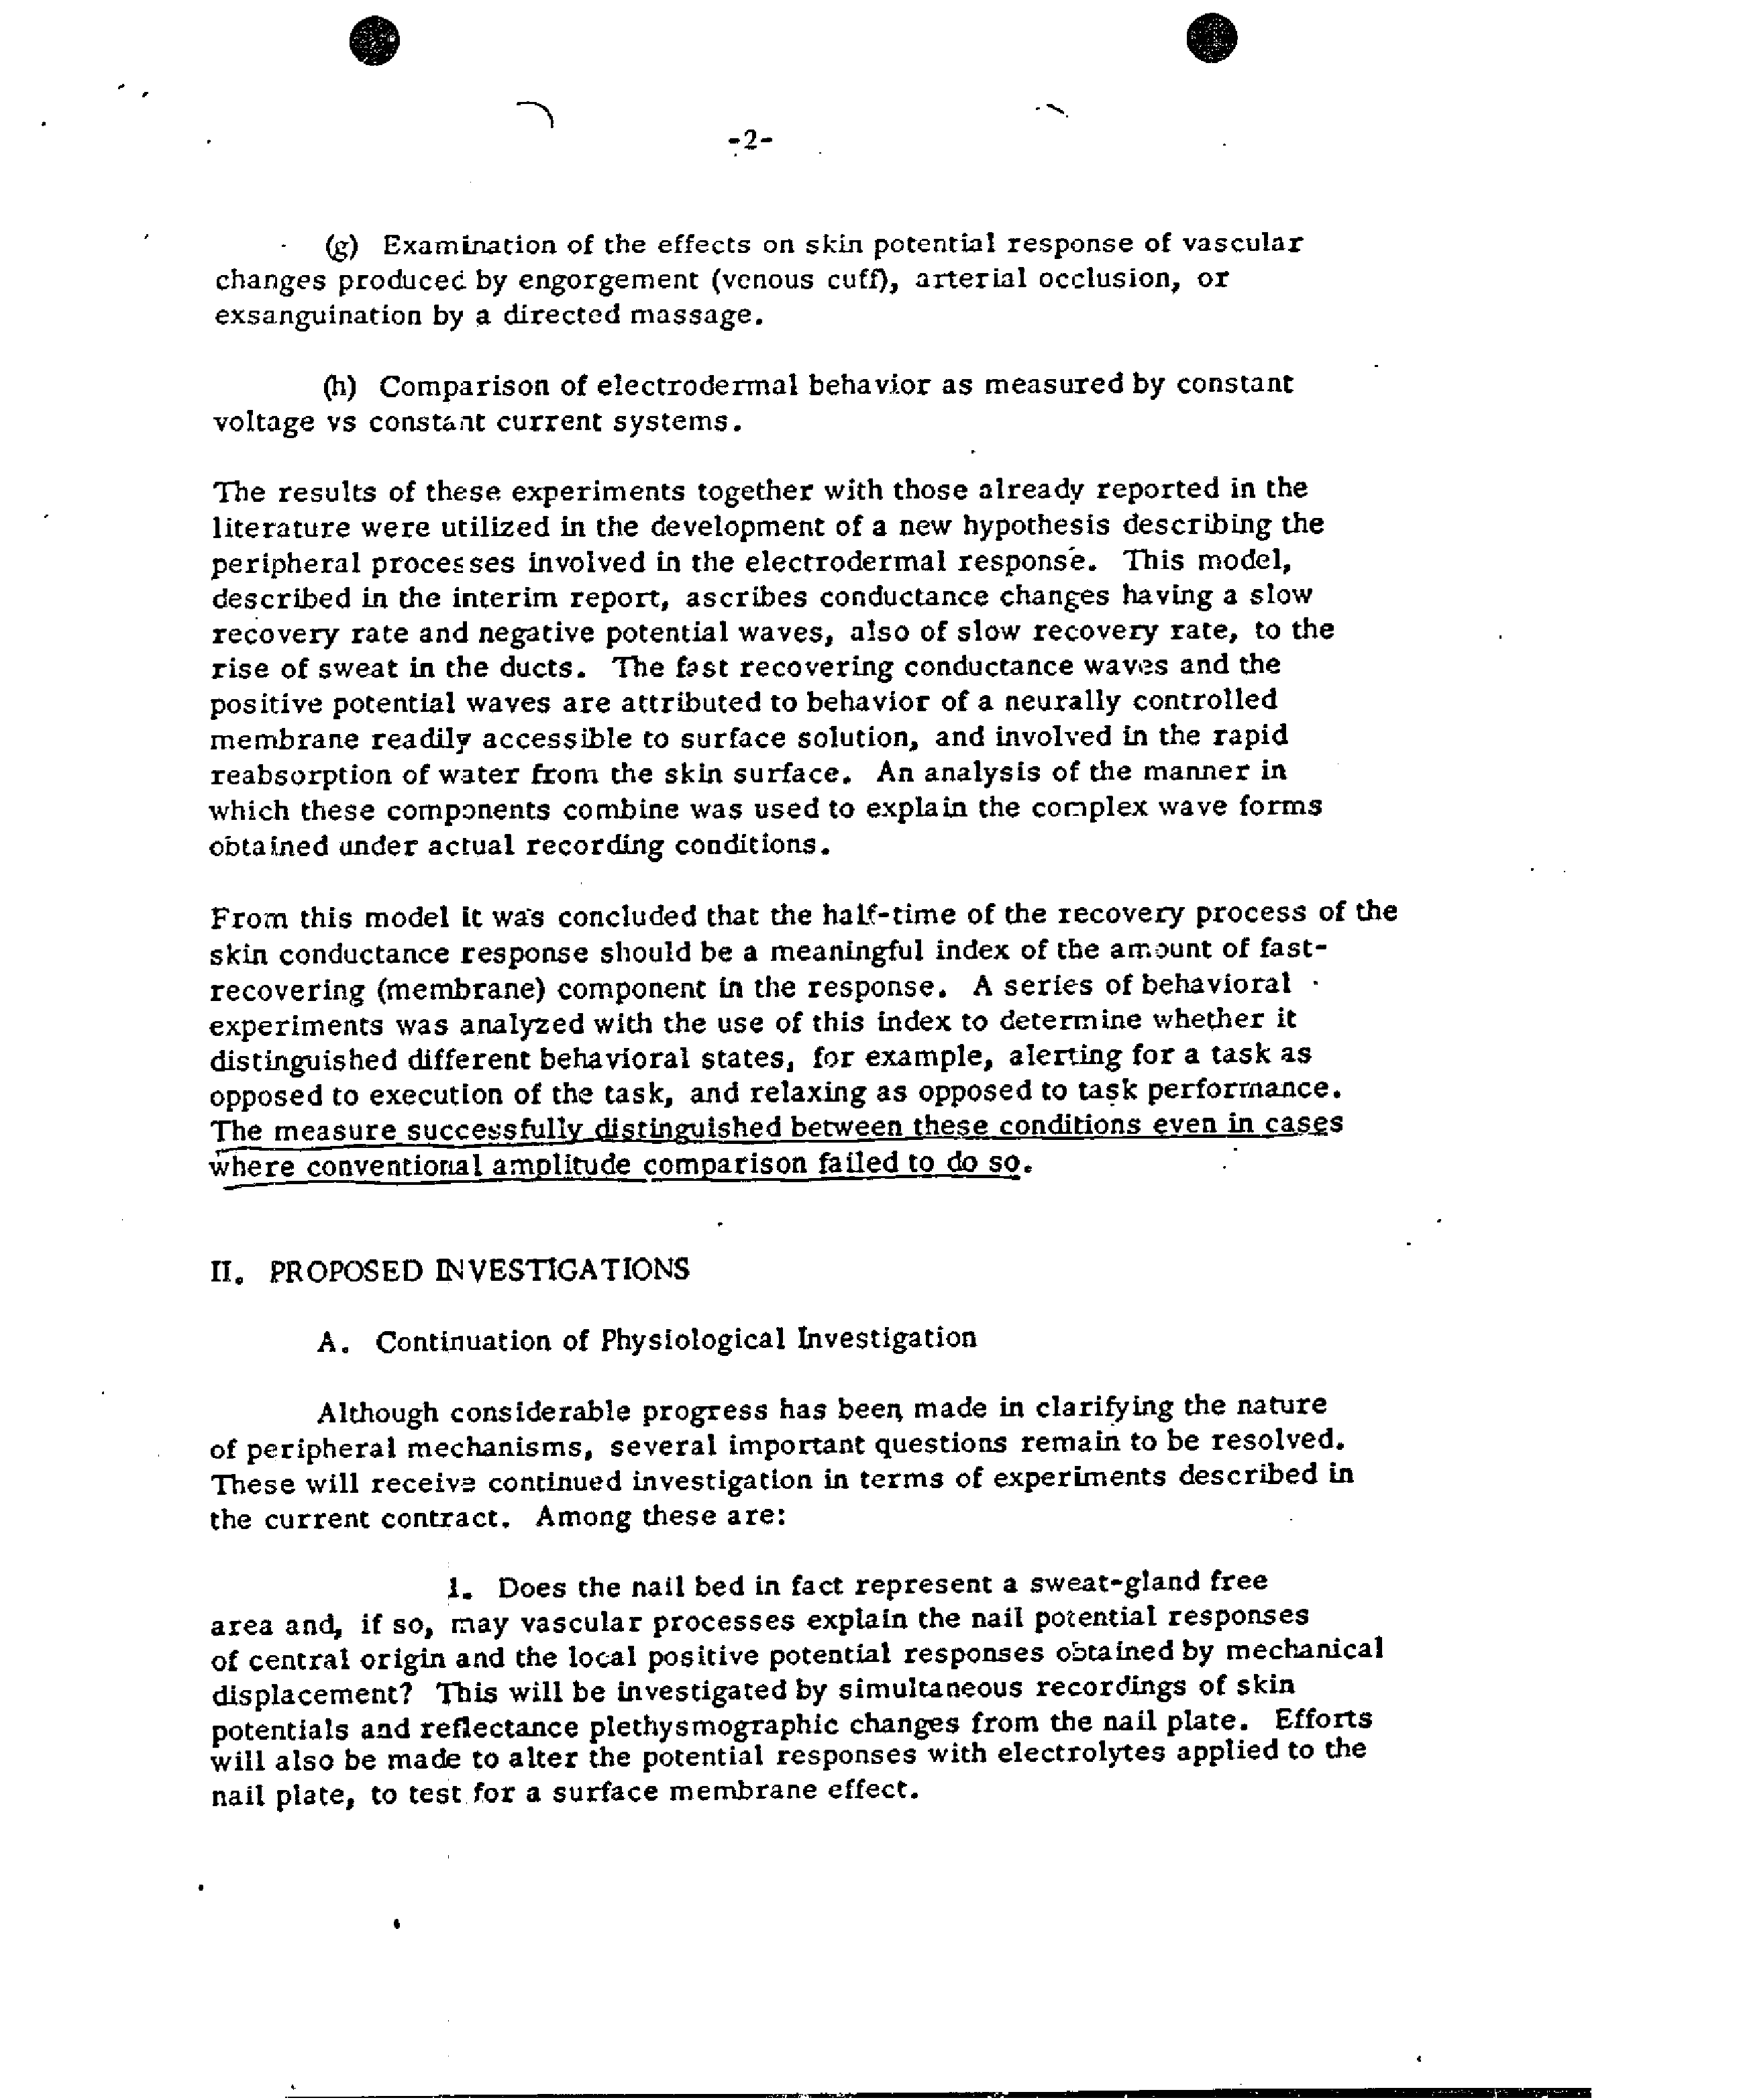 -2-
(g) Examination of the effects on skin potential response of vascular
changes produced by engorgement (venous cuff), arterial occlusion, or
exsanguination by a directed massage.
(h) Comparison of electrodermal behavior as measured by constant
voltage vs constant current systems.
The results of these experiments together with those already reported in the
literature were utilized in the development of a new hypothesis describing the
peripheral processes involved in the electrodermal response. This model,
described in the interim report, ascribes conductance changes having a slow
recovery rate and negative potential waves, also of slow recovery rate, to the
rise of sweat in the ducts. The fast recovering conductance waves and the
positive potential waves are attributed to behavior of a neurally controlled
membrane readily accessible to surface solution, and involved in the rapid
reabsorption of water from the skin surface. An analysis of the manner in
which these components combine was used to explain the complex wave forms
obtained under actual recording conditions.
From this model it was concluded that the half-time of the recovery process of the
skin conductance response should be a meaningful index of the amount of fast-
recovering (membrane) component in the response. A series of behavioral
experiments was analyzed with the use of this index to determine whether it
distinguished different behavioral states, for example, alerting for a task as
opposed to execution of the task, and relaxing as opposed to task performance.
The measure successfully distinguished between these conditions even in cases
where conventional amplitude comparison failed to do so.
II. PROPOSED INVESTIGATIONS
A. Continuation of Physiological Investigation
Although considerable progress has been made in clarifying the nature
of peripheral mechanisms, several important questions remain to be resolved.
These will receive continued investigation in terms of experiments described in
the current contract. Among these are:
1. Does the nail bed in fact represent a sweat-gland free
area and, if so, may vascular processes explain the nail potential responses
of central origin and the local positive potential responses obtained by mechanical
displacement? This will be investigated by simultaneous recordings of skin
potentials and reflectance plethysmographic changes from the nail plate. Efforts
will also be made to alter the potential responses with electrolytes applied to the
nail plate, to test for a surface membrane effect.